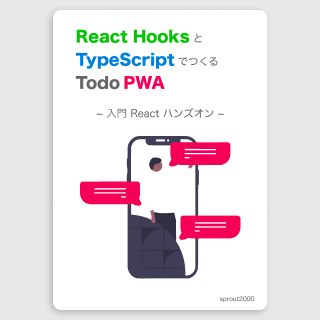 React Hooks と
TypeScript でつくる
Todo PWA
~ 入門 React ハンズオン ~
sprout2000